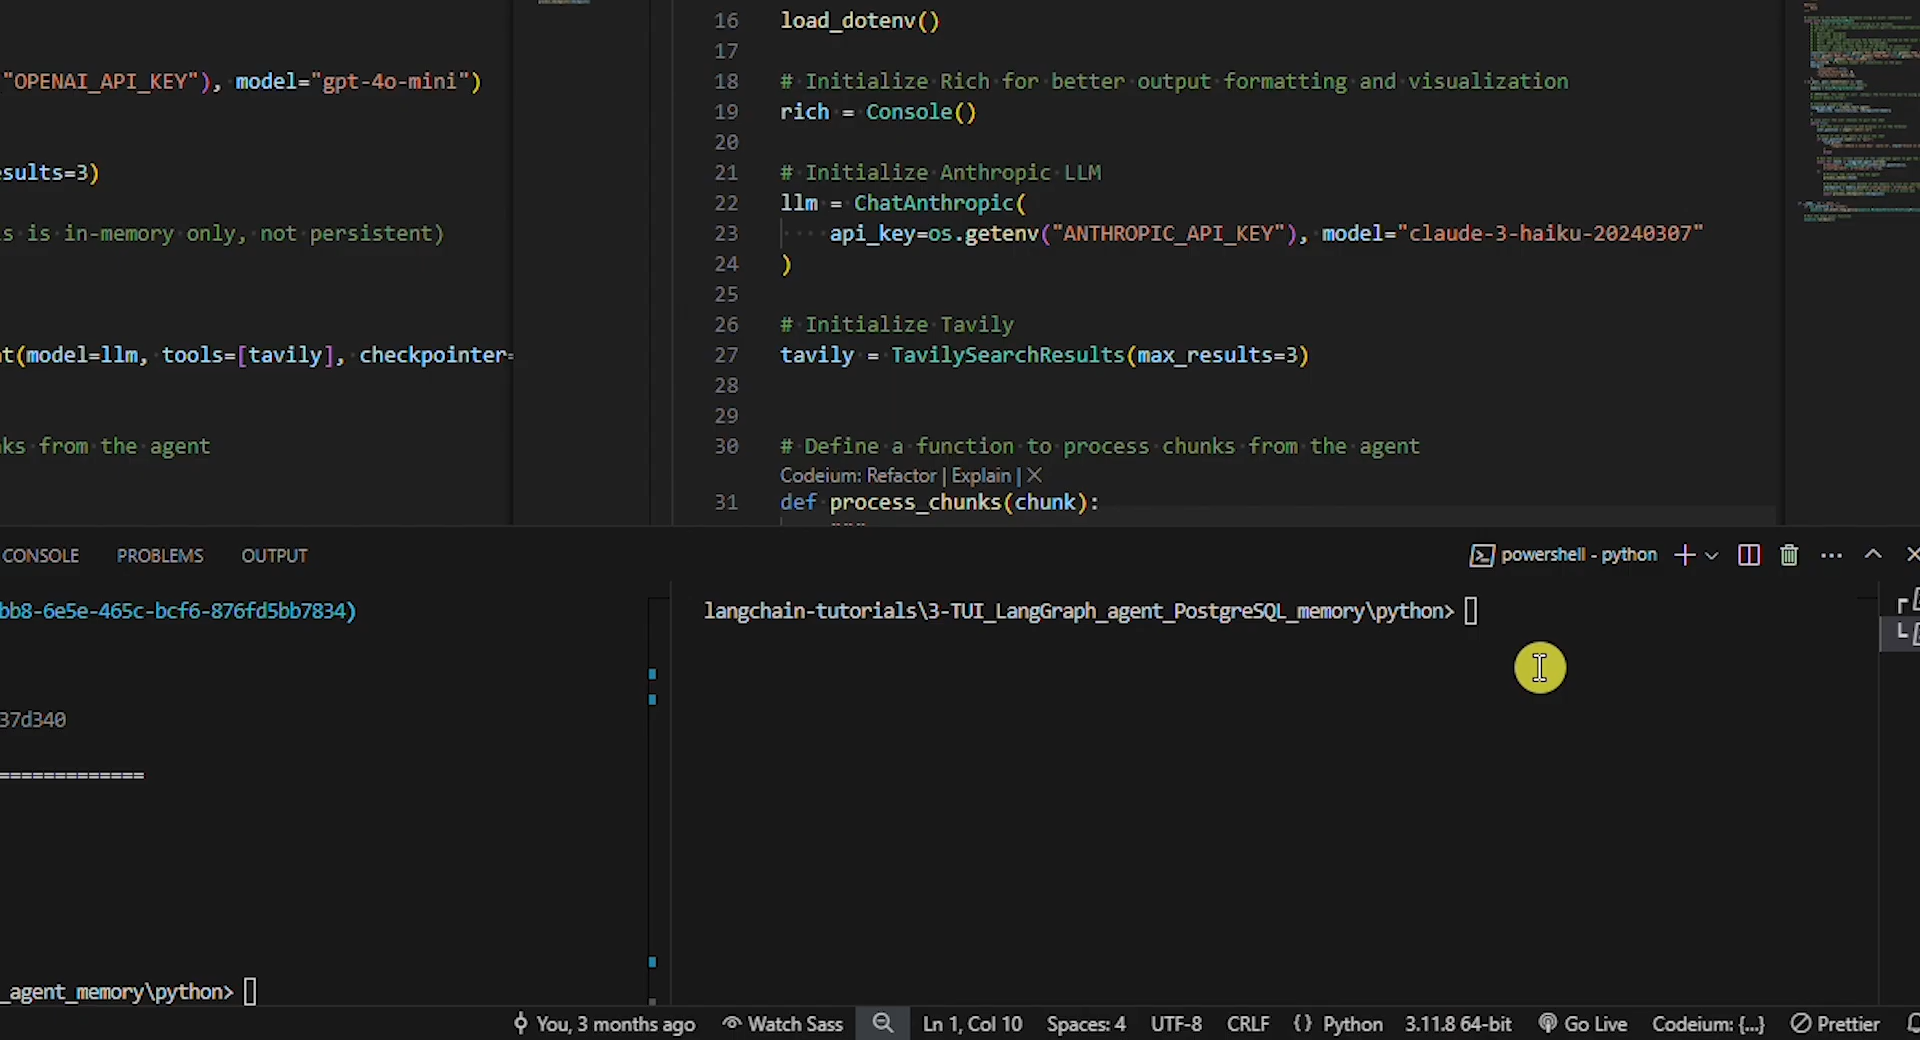 "OPENAI_API_KEY"), model="gpt-4o-mini")
sults=3)
s is in-memory only, not persistent)
t(model=llm, tools=[tavily], checkpointer=
ks from the agent
16 load_dotenv()
17
18 # Initialize Rich for better output formatting and visualization
19 rich = Console()
20
21 # Initialize Anthropic LLM
22 llm = ChatAnthropic(
23 api_key=os.getenv("ANTHROPIC_API_KEY"), model="claude-3-haiku-20240307"
24 )
25
26 # Initialize Tavily
27 tavily = TavilySearchResults(max_results=3)
28
29
30 # Define a function to process chunks from the agent
Codeium: Refactor | Explain | X
31 def process_chunks(chunk):
"""
CONSOLE PROBLEMS OUTPUT
powershell - python
bb8-6e5e-465c-bcf6-876fd5bb7834)
37d340
=============
_agent_memory\python>
langchain-tutorials\3-TUI_LangGraph_agent_PostgreSQL_memory\python>
You, 3 months ago Watch Sass Ln 1, Col 10 Spaces: 4 UTF-8 CRLF {} Python 3.11.8 64-bit Go Live Codeium: {...} Prettier